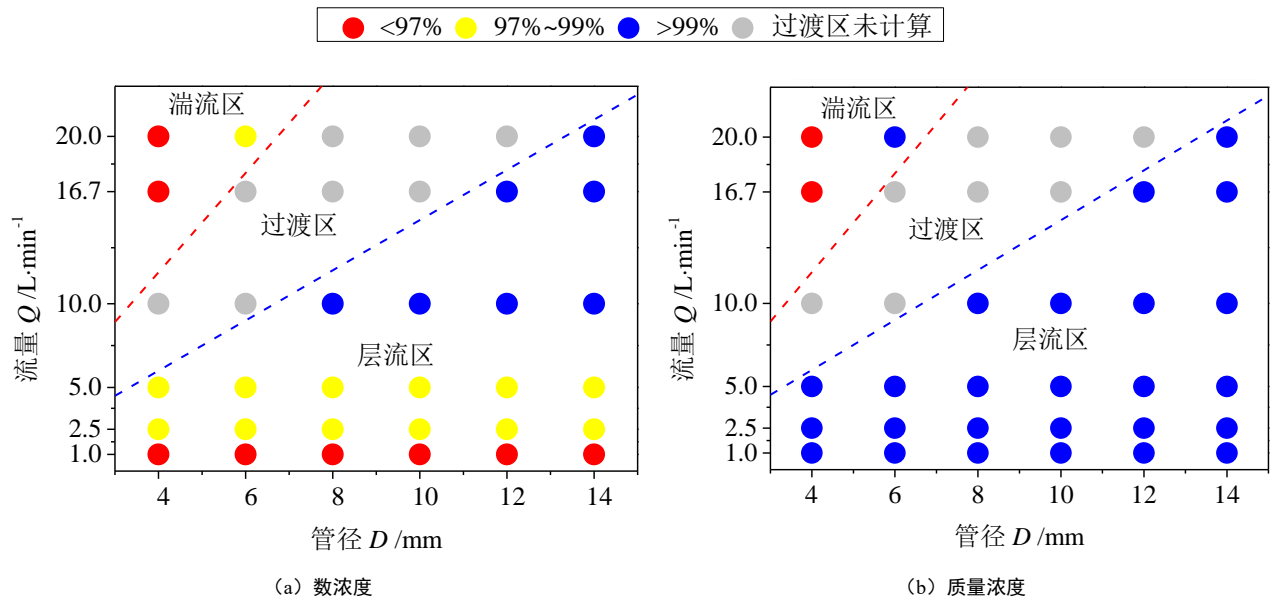 <97% 97%~99% >99% 过渡区未计算
湍流区
过渡区
层流区
20.0
16.7
10.0
5.0
2.5
1.0
流量 Q /L·min⁻¹
4 6 8 10 12 14
管径 D /mm
（a）数浓度
湍流区
过渡区
层流区
20.0
16.7
10.0
5.0
2.5
1.0
流量 Q /L·min⁻¹
4 6 8 10 12 14
管径 D /mm
（b）质量浓度